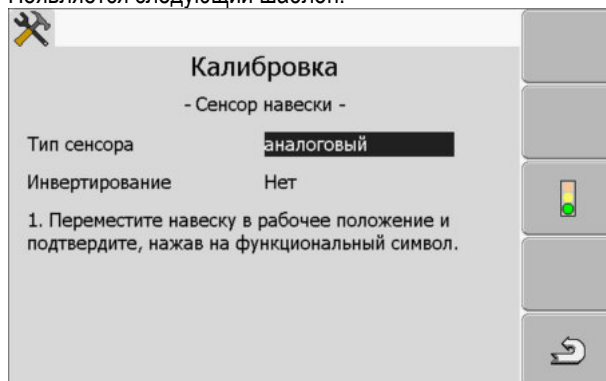 Появляется следующий шаблон:
Калибровка
- Сенсор навески -
Тип сенсора аналоговый
Инвертирование Нет
1. Переместите навеску в рабочее положение и
подтвердите, нажав на функциональный символ.